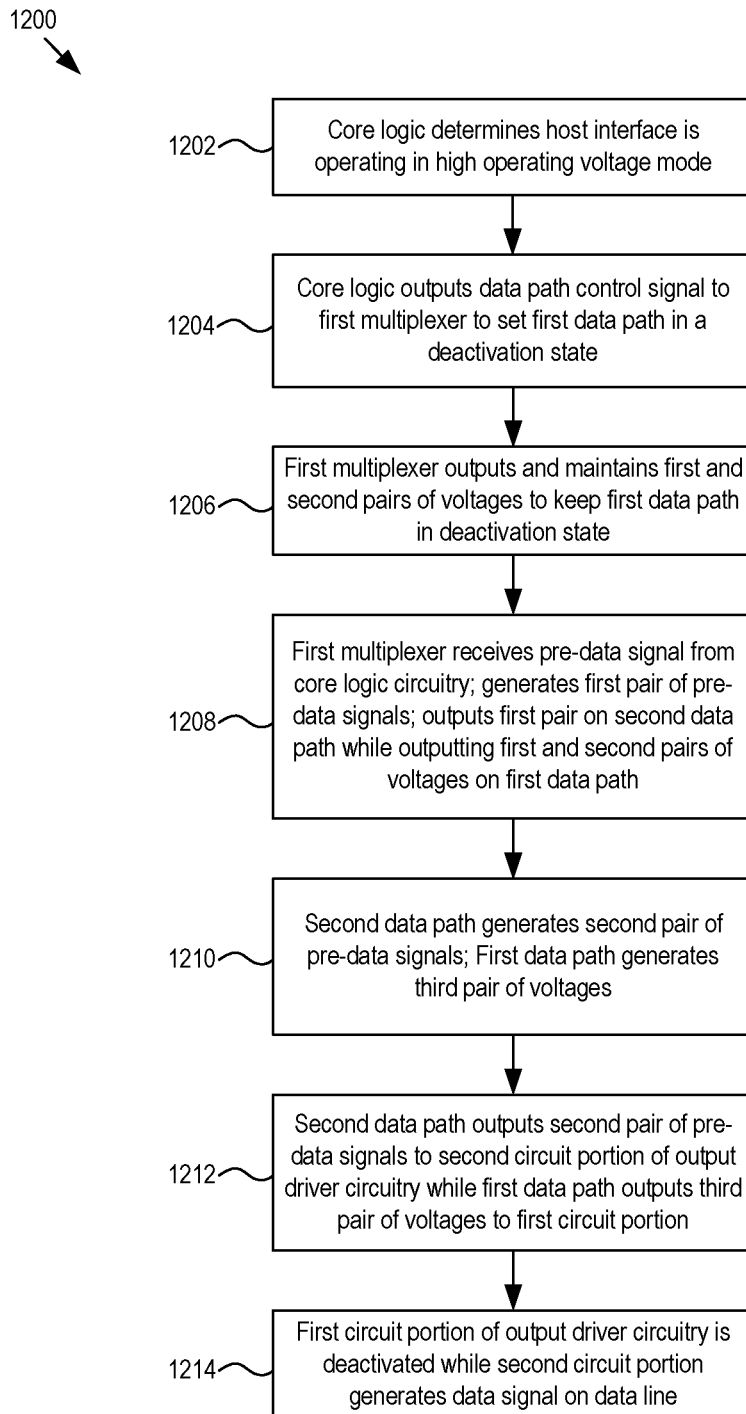 1200
1202
Core logic determines host interface is
operating in high operating voltage mode
1204
Core logic outputs data path control signal to
first multiplexer to set first data path in a
deactivation state
1206
First multiplexer outputs and maintains first and
second pairs of voltages to keep first data path
in deactivation state
1208
First multiplexer receives pre-data signal from
core logic circuitry; generates first pair of pre-
data signals; outputs first pair on second data
path while outputting first and second pairs of
voltages on first data path
1210
Second data path generates second pair of
pre-data signals; First data path generates
third pair of voltages
1212
Second data path outputs second pair of pre-
data signals to second circuit portion of output
driver circuitry while first data path outputs third
pair of voltages to first circuit portion
1214
First circuit portion of output driver circuitry is
deactivated while second circuit portion
generates data signal on data line